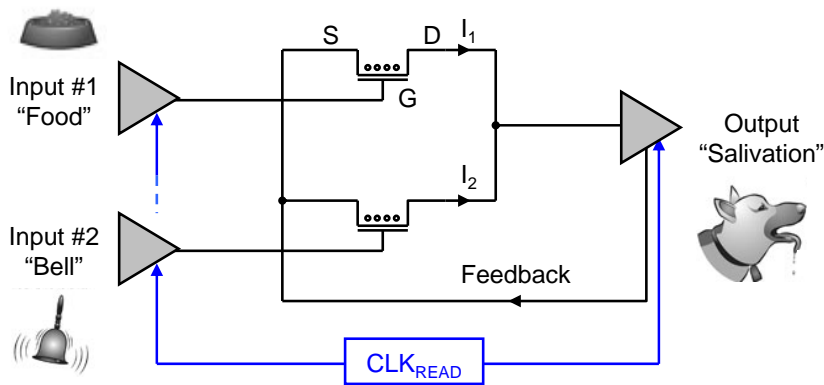 S
D
I1
G
Input #1
“Food”
Output
“Salivation”
I2
Input #2
“Bell”
Feedback
CLKREAD